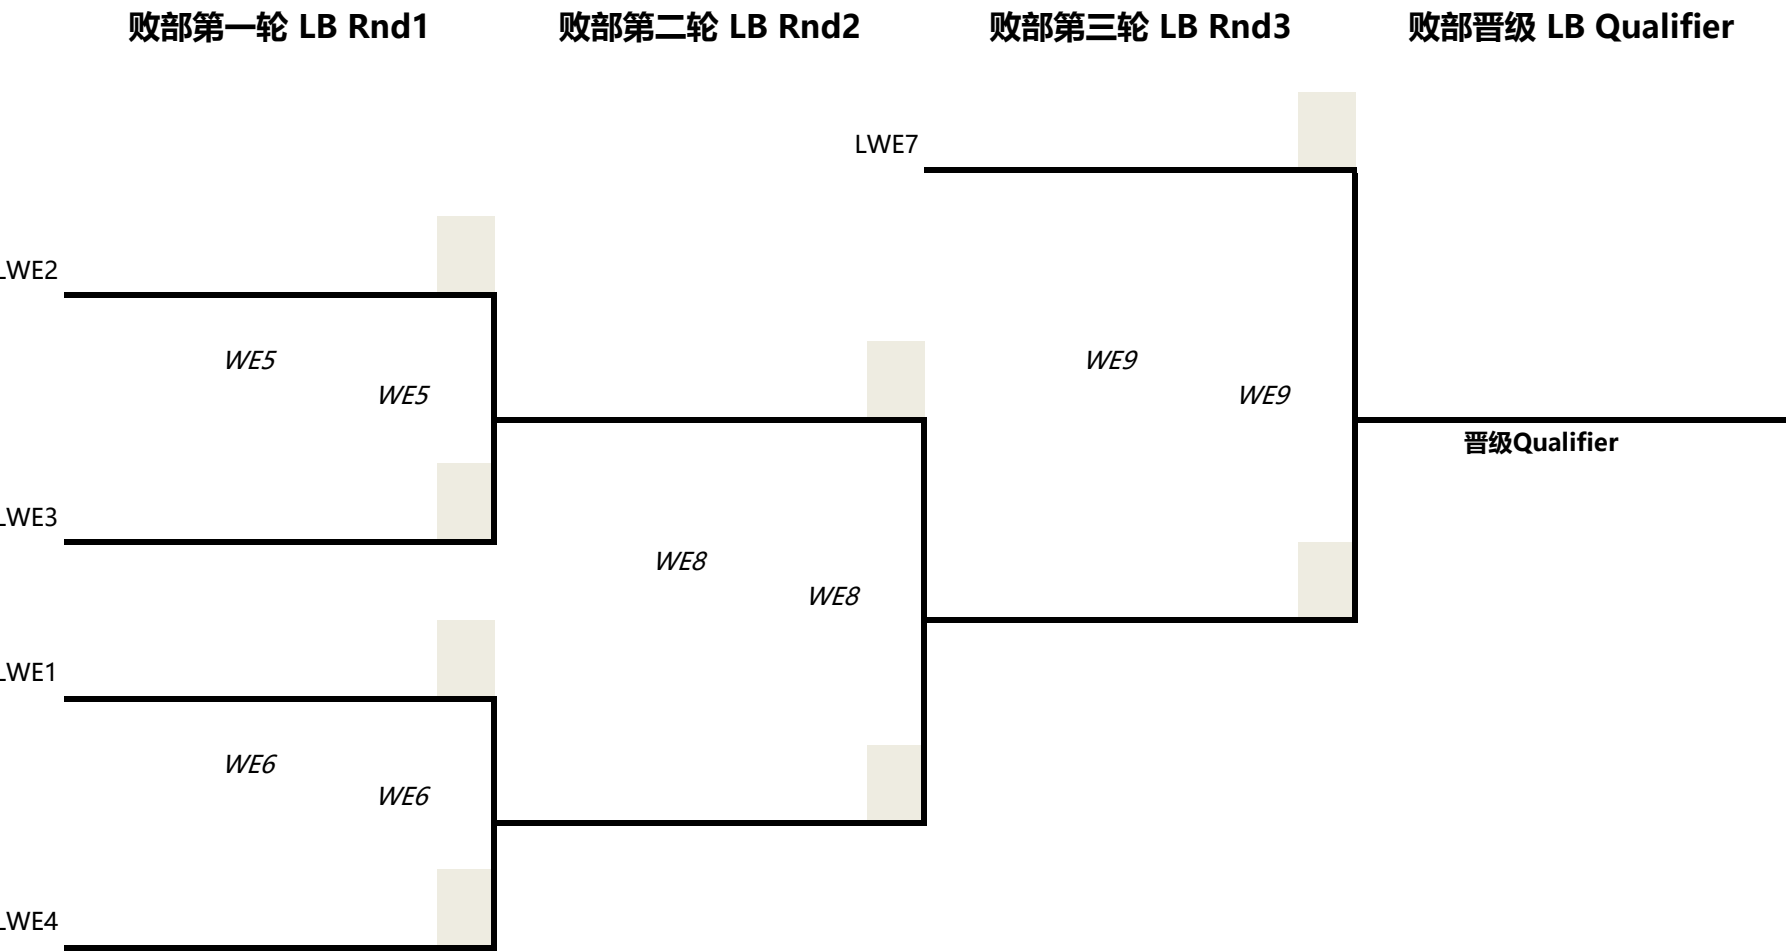 败部第一轮 LB Rnd1
败部第二轮 LB Rnd2
败部第三轮 LB Rnd3
败部晋级 LB Qualifier
LWE7
LWE2
WE5
WE5
WE9
WE9
晋级Qualifier
LWE3
WE8
WE8
LWE1
WE6
WE6
LWE4